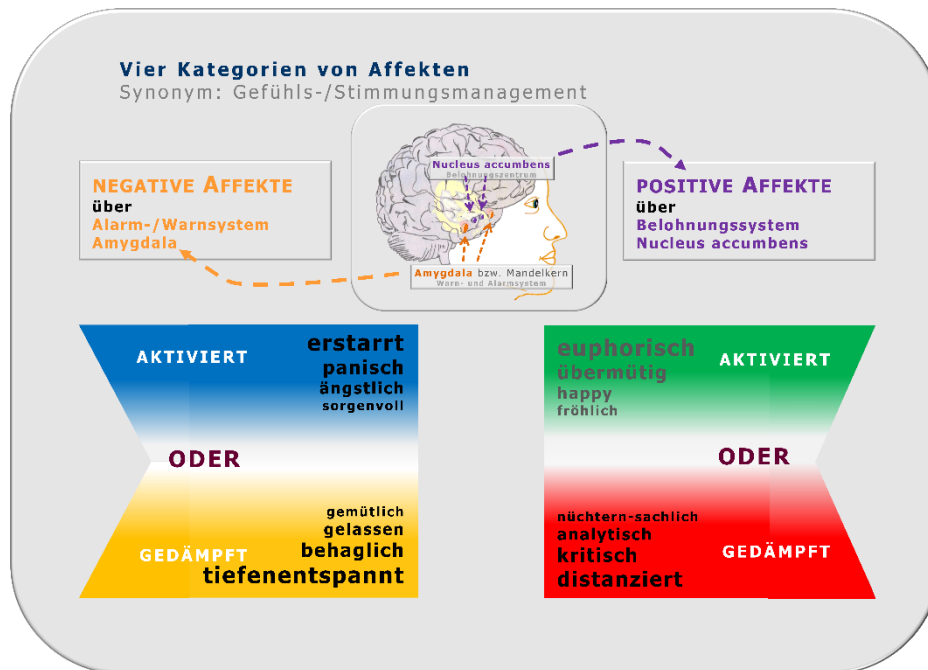 Vier Kategorien von Affekten
Synonym: Gefühls-/Stimmungsmanagement
Nucleus accumbens
Belohnungszentrum
NEGATIVE AFFEKTE
über
Alarm-/Warnsystem
Amygdala
POSITIVE AFFEKTE
über
Belohnungssystem
Nucleus accumbens
Amygdala bzw. Mandelkern
Warn- und Alarmsystem
AKTIVIERT
erstarrt
panisch
ängstlich
sorgenvoll
ODER
gemütlich
gelassen
behaglich
tiefenentspannt
GEDÄMPFT
euphorisch
übermütig
happy
fröhlich
AKTIVIERT
ODER
nüchtern-sachlich
analytisch
kritisch
distanziert
GEDÄMPFT